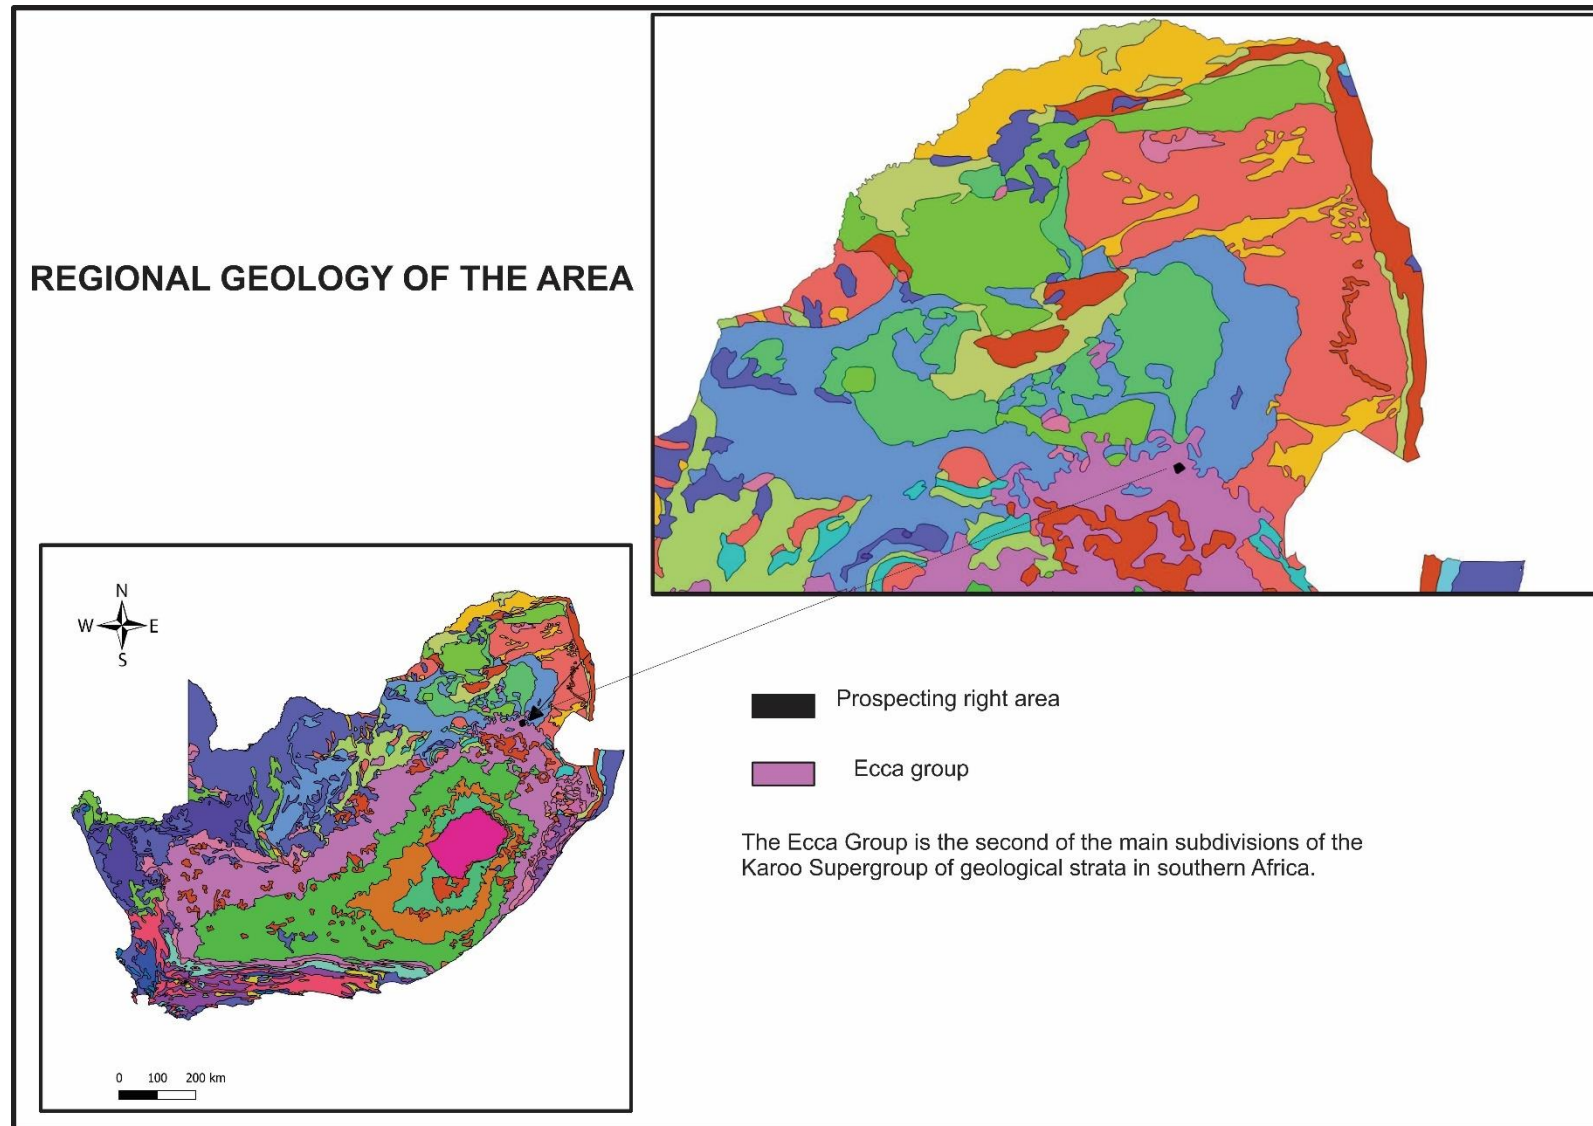 REGIONAL GEOLOGY OF THE AREA
N
W E
S
0 100 200 km
Prospecting right area
Ecca group
The Ecca Group is the second of the main subdivisions of the
Karoo Supergroup of geological strata in southern Africa.